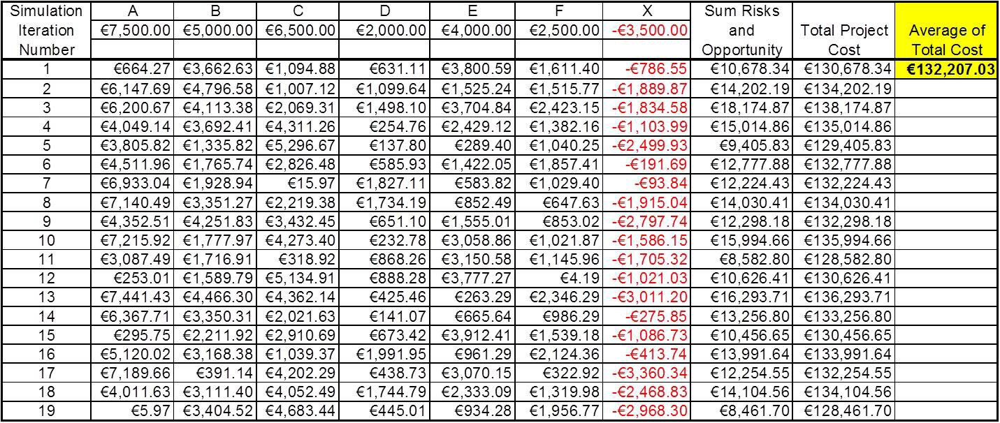 Simulation A B C D E F X Sum Risks
Iteration €7,500.00 €5,000.00 €6,500.00 €2,000.00 €4,000.00 €2,500.00 -€3,500.00 and Total Project Average of
Number Opportunity Cost Total Cost
1 €664.27 €3,662.63 €1,094.88 €631.11 €3,800.59 €1,611.40 -€786.55 €10,678.34 €130,678.34 €132,207.03
2 €6,147.69 €4,796.58 €1,007.12 €1,099.64 €1,525.24 €1,515.77 -€1,889.87 €14,202.19 €134,202.19
3 €6,200.67 €4,113.38 €2,069.31 €1,498.10 €3,704.84 €2,423.15 -€1,834.58 €18,174.87 €138,174.87
4 €4,049.14 €3,692.41 €4,311.26 €254.76 €2,429.12 €1,382.16 -€1,103.99 €15,014.86 €135,014.86
5 €3,805.82 €1,335.82 €5,296.67 €137.80 €289.40 €1,040.25 -€2,499.93 €9,405.83 €129,405.83
6 €4,511.96 €1,765.74 €2,826.48 €585.93 €1,422.05 €1,857.41 -€191.69 €12,777.88 €132,777.88
7 €6,933.04 €1,928.94 €15.97 €1,827.11 €583.82 €1,029.40 -€93.84 €12,224.43 €132,224.43
8 €7,140.49 €3,351.27 €2,219.38 €1,734.19 €852.49 €647.63 -€1,915.04 €14,030.41 €134,030.41
9 €4,352.51 €4,251.83 €3,432.45 €651.10 €1,555.01 €853.02 -€2,797.74 €12,298.18 €132,298.18
10 €7,215.92 €1,777.97 €4,273.40 €232.78 €3,058.86 €1,021.87 -€1,586.15 €15,994.66 €135,994.66
11 €3,087.49 €1,716.91 €318.92 €868.26 €3,150.58 €1,145.96 -€1,705.32 €8,582.80 €128,582.80
12 €253.01 €1,589.79 €5,134.91 €888.28 €3,777.27 €4.19 -€1,021.03 €10,626.41 €130,626.41
13 €7,441.43 €4,466.30 €4,362.14 €425.46 €263.29 €2,346.29 -€3,011.20 €16,293.71 €136,293.71
14 €6,367.71 €3,350.31 €2,021.63 €141.07 €665.64 €986.29 -€275.85 €13,256.80 €133,256.80
15 €295.75 €2,211.92 €2,910.69 €673.42 €3,912.41 €1,539.18 -€1,086.73 €10,456.65 €130,456.65
16 €5,120.02 €3,168.38 €1,039.37 €1,991.95 €961.29 €2,124.36 -€413.74 €13,991.64 €133,991.64
17 €7,189.66 €391.14 €4,202.29 €438.73 €3,070.15 €322.92 -€3,360.34 €12,254.55 €132,254.55
18 €4,011.63 €3,111.40 €4,052.49 €1,744.79 €2,333.09 €1,319.98 -€2,468.83 €14,104.56 €134,104.56
19 €5.97 €3,404.52 €4,683.44 €445.01 €934.28 €1,956.77 -€2,968.30 €8,461.70 €128,461.70